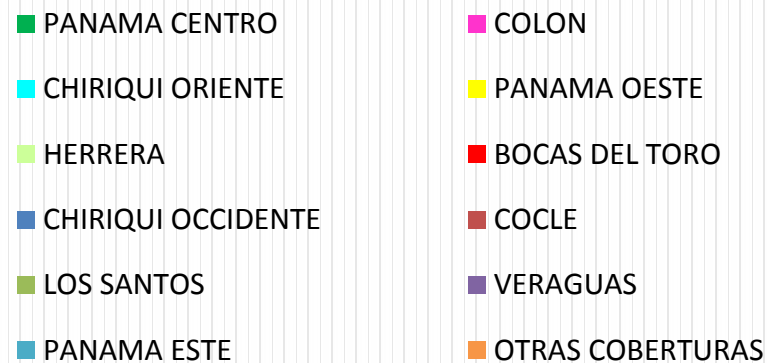 PANAMA CENTRO
COLON
CHIRIQUI ORIENTE
PANAMA OESTE
HERRERA
BOCAS DEL TORO
CHIRIQUI OCCIDENTE
COCLE
LOS SANTOS
VERAGUAS
PANAMA ESTE
OTRAS COBERTURAS